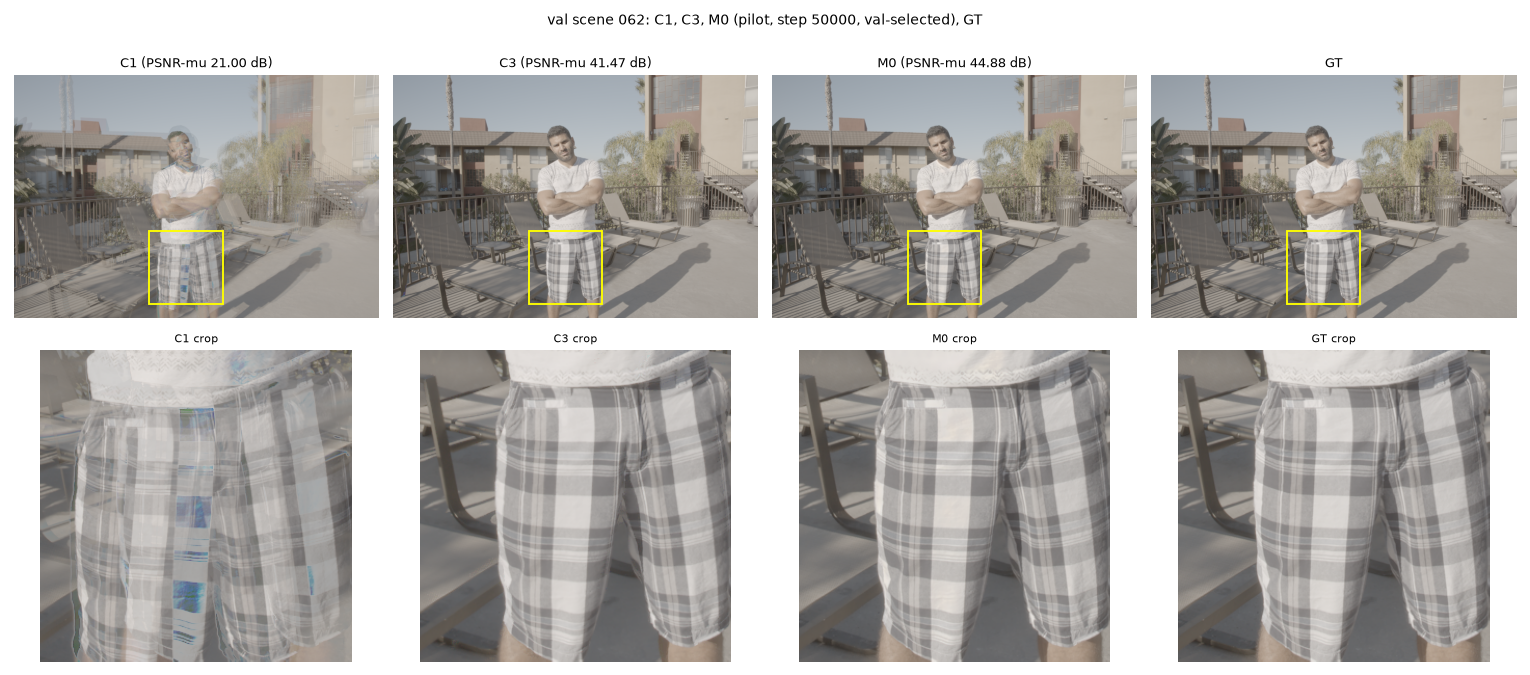 val scene 062: C1, C3, M0 (pilot, step 50000, val-selected), GT
C1 (PSNR-mu 21.00 dB)
C3 (PSNR-mu 41.47 dB)
M0 (PSNR-mu 44.88 dB)
GT
C1 crop
C3 crop
M0 crop
GT crop